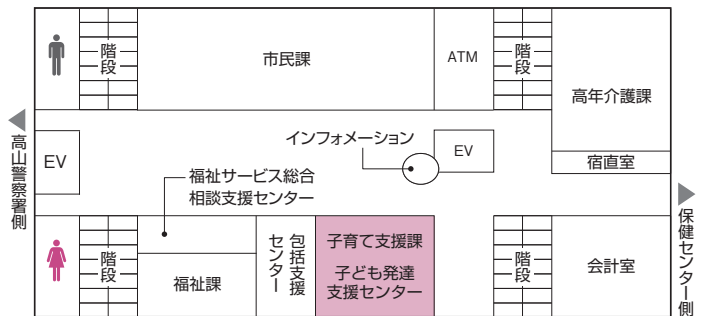 階段
市民課
ATM
階段
高年介護課
インフォメーション
EV
EV
宿直室
高山警察署側
福祉サービス総合
相談支援センター
保健センター側
階段
福祉課
包括支援
センター
子育て支援課
子ども発達
支援センター
階段
会計室